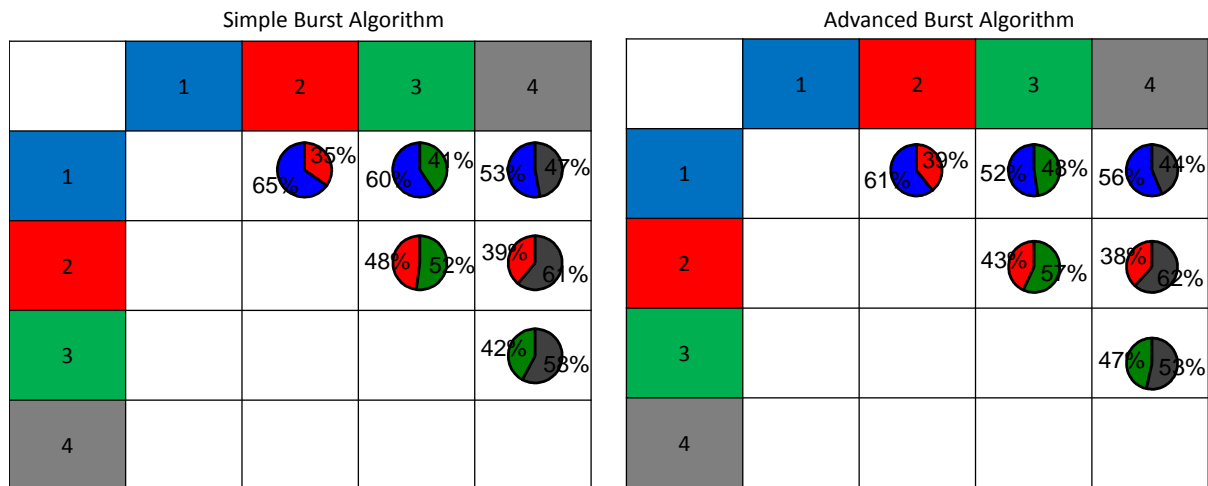 Simple Burst Algorithm
1 2 3 4
1 35% 65% 41% 60% 53% 47%
2 48% 52% 39% 61%
3 42% 58%
4
Advanced Burst Algorithm
1 2 3 4
1 39% 61% 52% 48% 56% 44%
2 43% 57% 38% 62%
3 47% 53%
4